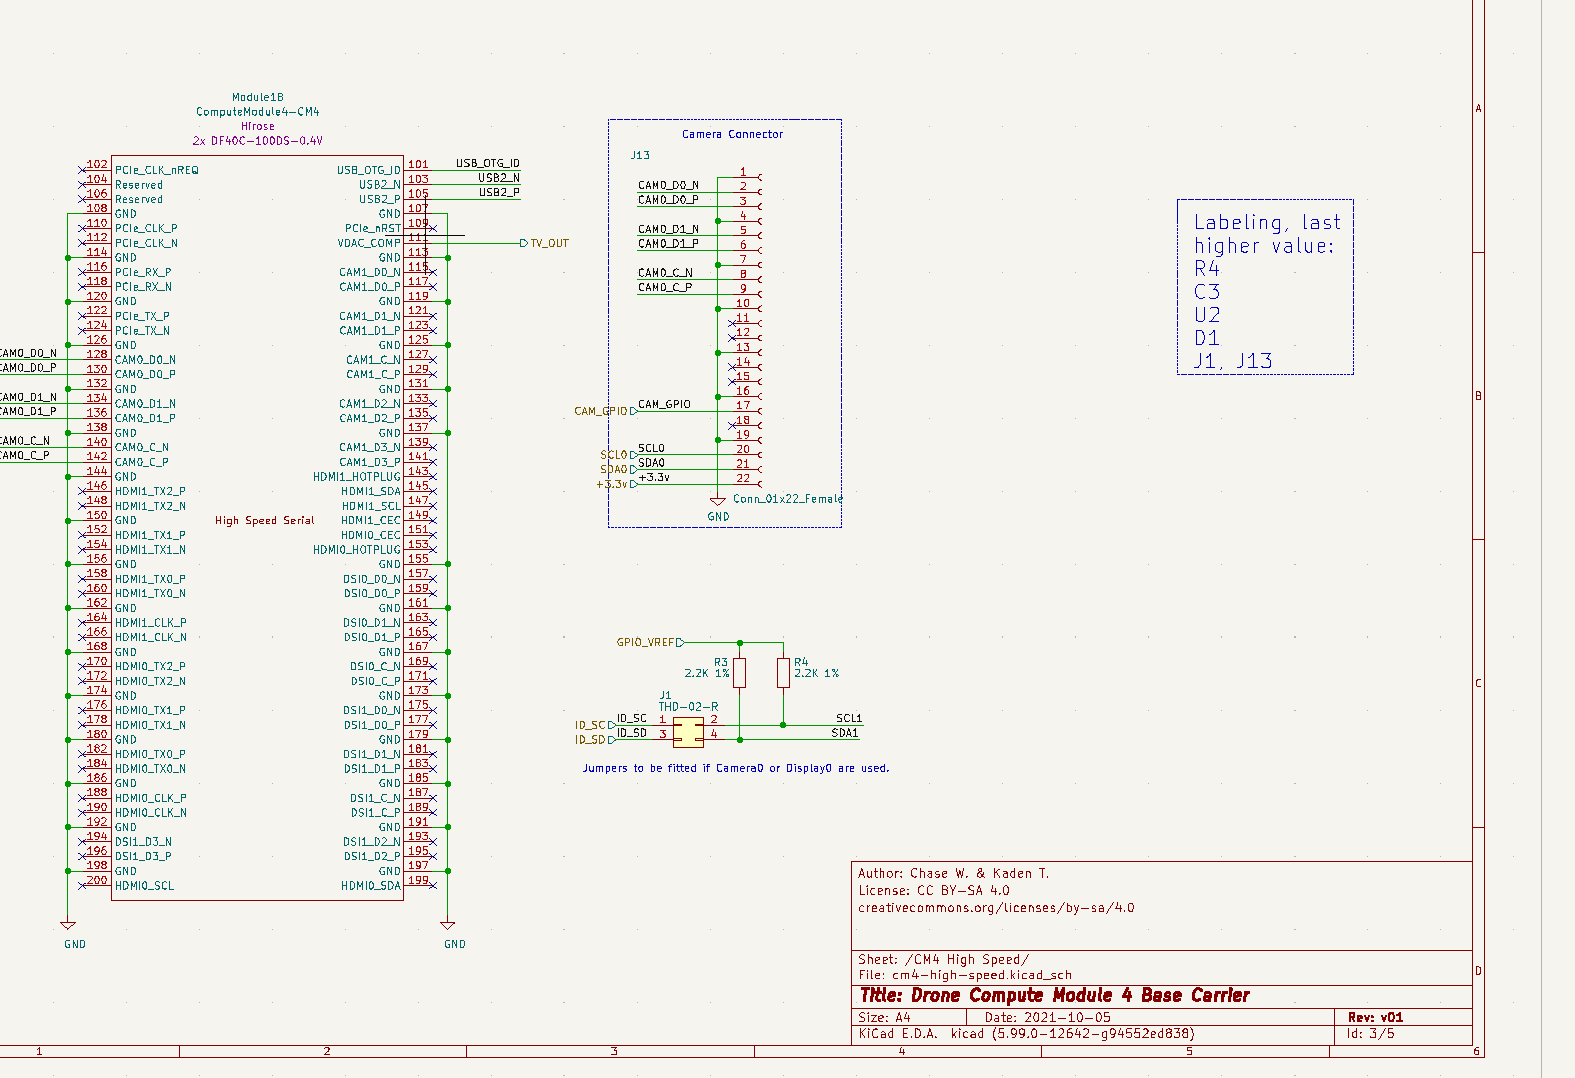 Module1B
ComputeModule4-CM4
Hirose
2x DF40C-100DS-0.4V
102 PCIe_CLK_nREQ
104 Reserved
106 Reserved
108 GND
110 PCIe_CLK_P
112 PCIe_CLK_N
114 GND
116 PCIe_RX_P
118 PCIe_RX_N
120 GND
122 PCIe_TX_P
124 PCIe_TX_N
126 GND
CAM0_D0_N 128 CAM0_D0_N
CAM0_D0_P 130 CAM0_D0_P
132 GND
CAM0_D1_N 134 CAM0_D1_N
CAM0_D1_P 136 CAM0_D1_P
138 GND
CAM0_C_N 140 CAM0_C_N
CAM0_C_P 142 CAM0_C_P
144 GND
146 HDMI1_TX2_P
148 HDMI1_TX2_N
150 GND
152 HDMI1_TX1_P
154 HDMI1_TX1_N
156 GND
158 HDMI1_TX0_P
160 HDMI1_TX0_N
162 GND
164 HDMI1_CLK_P
166 HDMI1_CLK_N
168 GND
170 HDMI0_TX2_P
172 HDMI0_TX2_N
174 GND
176 HDMI0_TX1_P
178 HDMI0_TX1_N
180 GND
182 HDMI0_TX0_P
184 HDMI0_TX0_N
186 GND
188 HDMI0_CLK_P
190 HDMI0_CLK_N
192 GND
194 DSI1_D3_N
196 DSI1_D3_P
198 GND
200 HDMI0_SCL
GND
High Speed Serial
USB_OTG_ID 101 USB_OTG_ID
USB2_N 103 USB2_N
USB2_P 105 USB2_P
GND 107
PCIe_nRST 109
VDAC_COMP 111 TV_OUT
GND 113
CAM1_D0_N 115
CAM1_D0_P 117
GND 119
CAM1_D1_N 121
CAM1_D1_P 123
GND 125
CAM1_C_N 127
CAM1_C_P 129
GND 131
CAM1_D2_N 133
CAM1_D2_P 135
GND 137
CAM1_D3_N 139
CAM1_D3_P 141
HDMI1_HOTPLUG 143
HDMI1_SDA 145
HDMI1_SCL 147
HDMI1_CEC 149
HDMI0_CEC 151
HDMI0_HOTPLUG 153
GND 155
DSI0_D0_N 157
DSI0_D0_P 159
GND 161
DSI0_D1_N 163
DSI0_D1_P 165
GND 167
DSI0_C_N 169
DSI0_C_P 171
GND 173
DSI1_D0_N 175
DSI1_D0_P 177
GND 179
DSI1_D1_N 181
DSI1_D1_P 183
GND 185
DSI1_C_N 187
DSI1_C_P 189
GND 191
DSI1_D2_N 193
DSI1_D2_P 195
GND 197
HDMI0_SDA 199
GND
Camera Connector
J13
1
CAM0_D0_N 2
CAM0_D0_P 3
4
CAM0_D1_N 5
CAM0_D1_P 6
7
CAM0_C_N 8
CAM0_C_P 9
10
11
12
13
14
15
16
CAM_GPIO CAM_GPIO 17
18
19
SCL0 SCL0 20
SDA0 SDA0 21
+3.3v +3.3v 22
Conn_01x22_Female
GND
GPIO_VREF
R3
2.2K 1%
R4
2.2K 1%
J1
THD-02-R
ID_SC ID_SC 1 2 SCL1
ID_SD ID_SD 3 4 SDA1
Jumpers to be fitted if Camera0 or Display0 are used.
Labeling, last
higher value:
R4
C3
U2
D1
J1, J13
Author: Chase W. & Kaden T.
License: CC BY-SA 4.0
creativecommons.org/licenses/by-sa/4.0
Sheet: /CM4 High Speed/
File: cm4-high-speed.kicad_sch
Title: Drone Compute Module 4 Base Carrier
Size: A4 Date: 2021-10-05 Rev: v01
KiCad E.D.A. kicad (5.99.0-12642-g94552ed838) Id: 3/5
A
B
C
D
1 2 3 4 5 6